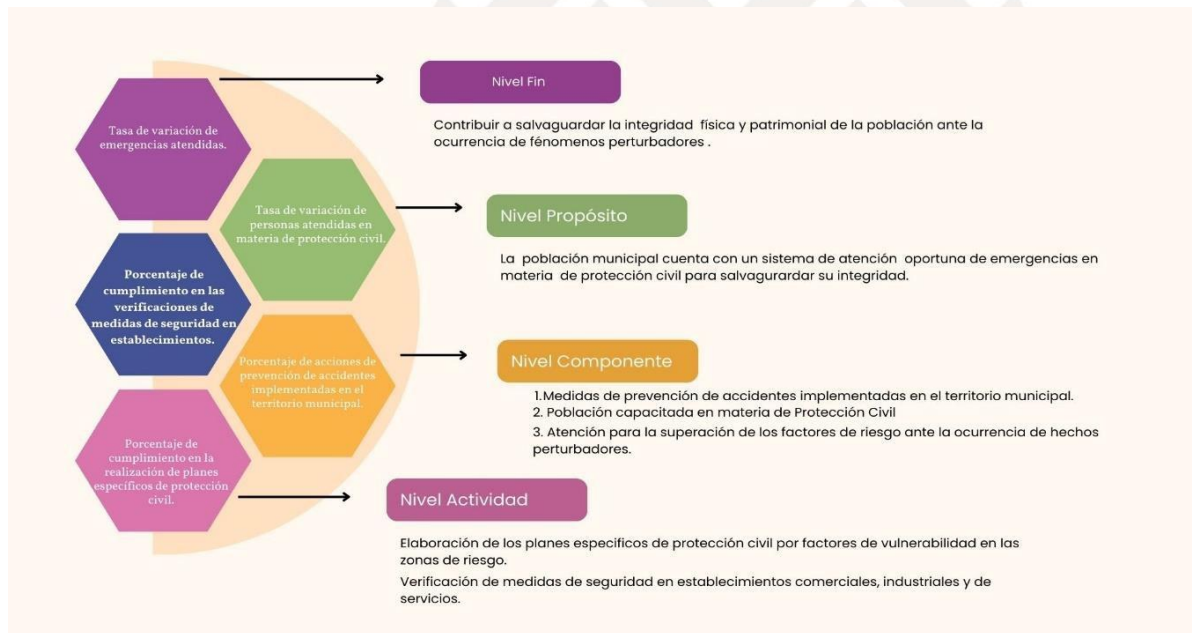 Tasa de variación de
emergencias atendidas.
Nivel Fin
Contribuir a salvaguardar la integridad física y patrimonial de la población ante la
ocurrencia de fénomenos perturbadores .
Tasa de variación de
personas atendidas en
materia de protección civil.
Nivel Propósito
La población municipal cuenta con un sistema de atención oportuna de emergencias en
materia de protección civil para salvagurardar su integridad.
Porcentaje de
cumplimiento en las
verificaciones de
medidas de seguridad en
establecimientos.
Porcentaje de acciones de
prevención de accidentes
implementadas en el
territorio municipal.
Nivel Componente
1.Medidas de prevención de accidentes implementadas en el territorio municipal.
2. Población capacitada en materia de Protección Civil
3. Atención para la superación de los factores de riesgo ante la ocurrencia de hechos
perturbadores.
Porcentaje de
cumplimiento en la
realización de planes
específicos de protección
civil.
Nivel Actividad
Elaboración de los planes especificos de protección civil por factores de vulnerabilidad en las
zonas de riesgo.
Verificación de medidas de seguridad en establecimientos comerciales, industriales y de
servicios.